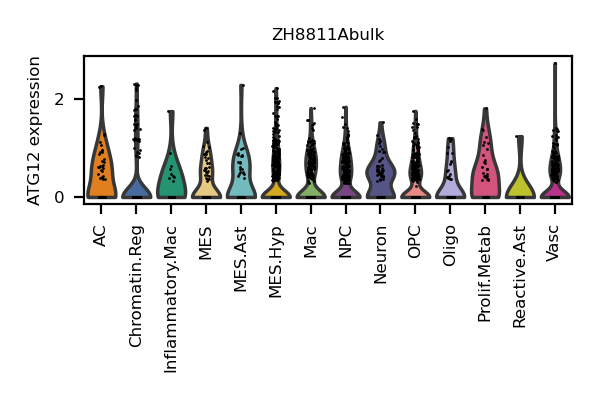 ZH8811Abulk
ATG12 expression
2
0
AC
Chromatin.Reg
Inflammatory.Mac
MES
MES.Ast
MES.Hyp
Mac
NPC
Neuron
OPC
Oligo
Prolif.Metab
Reactive.Ast
Vasc